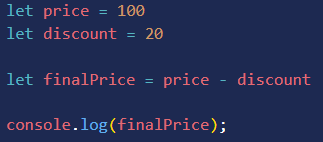 let price = 100
let discount = 20
let finalPrice = price - discount
console.log(finalPrice);